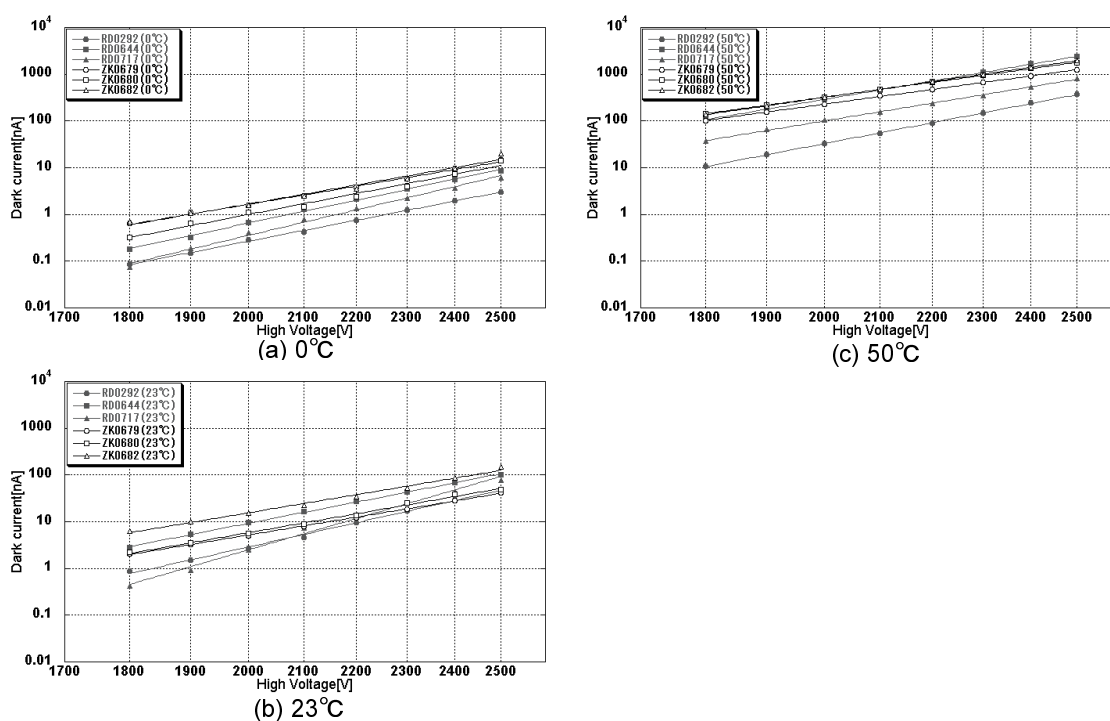 10⁴
1000
100
10
1
0.1
0.01
Dark current[nA]
RD0292(0℃)
RD0644(0℃)
RD0717(0℃)
ZK0679(0℃)
ZK0680(0℃)
ZK0682(0℃)
1700 1800 1900 2000 2100 2200 2300 2400 2500
High Voltage[V]
(a) 0℃
10⁴
1000
100
10
1
0.1
0.01
Dark current[nA]
RD0292(50℃)
RD0644(50℃)
RD0717(50℃)
ZK0679(50℃)
ZK0680(50℃)
ZK0682(50℃)
1700 1800 1900 2000 2100 2200 2300 2400 2500
High Voltage[V]
(c) 50℃
10⁴
1000
100
10
1
0.1
0.01
Dark current[nA]
RD0292(23℃)
RD0644(23℃)
RD0717(23℃)
ZK0679(23℃)
ZK0680(23℃)
ZK0682(23℃)
1700 1800 1900 2000 2100 2200 2300 2400 2500
High Voltage[V]
(b) 23℃